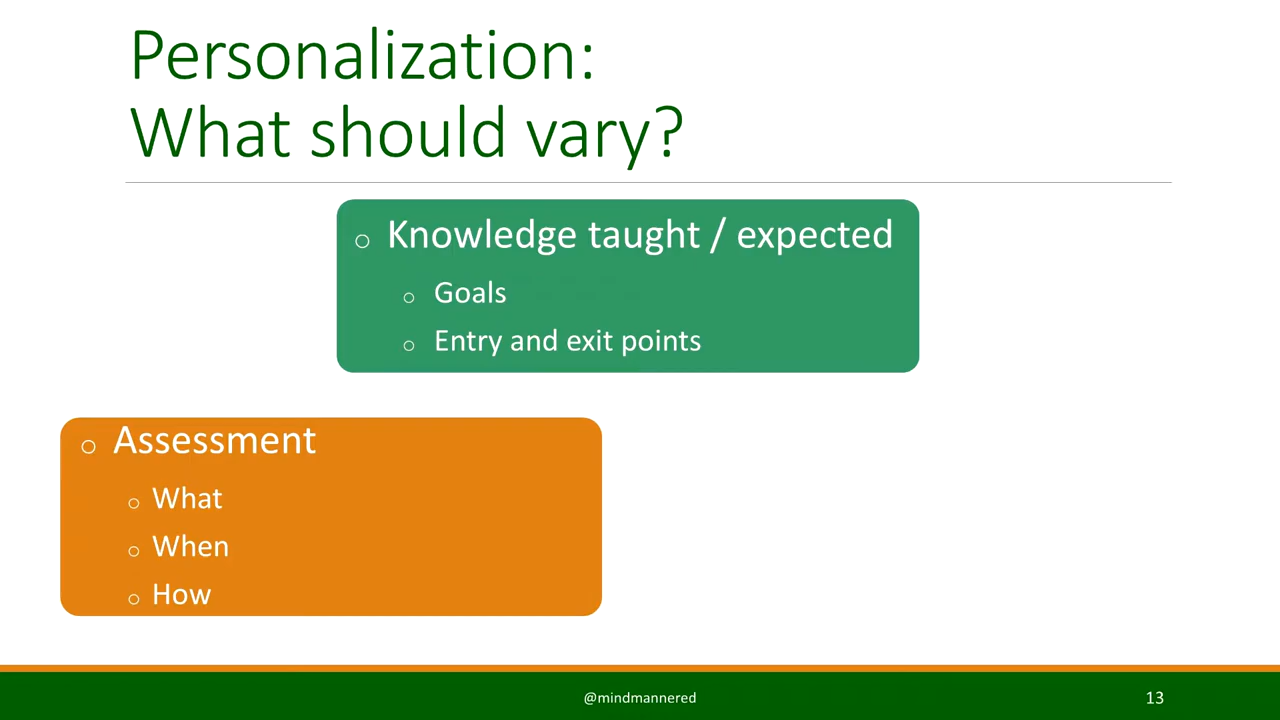 Personalization:
What should vary?
Knowledge taught / expected
Goals
Entry and exit points
Assessment
What
When
How
@mindmannered
13